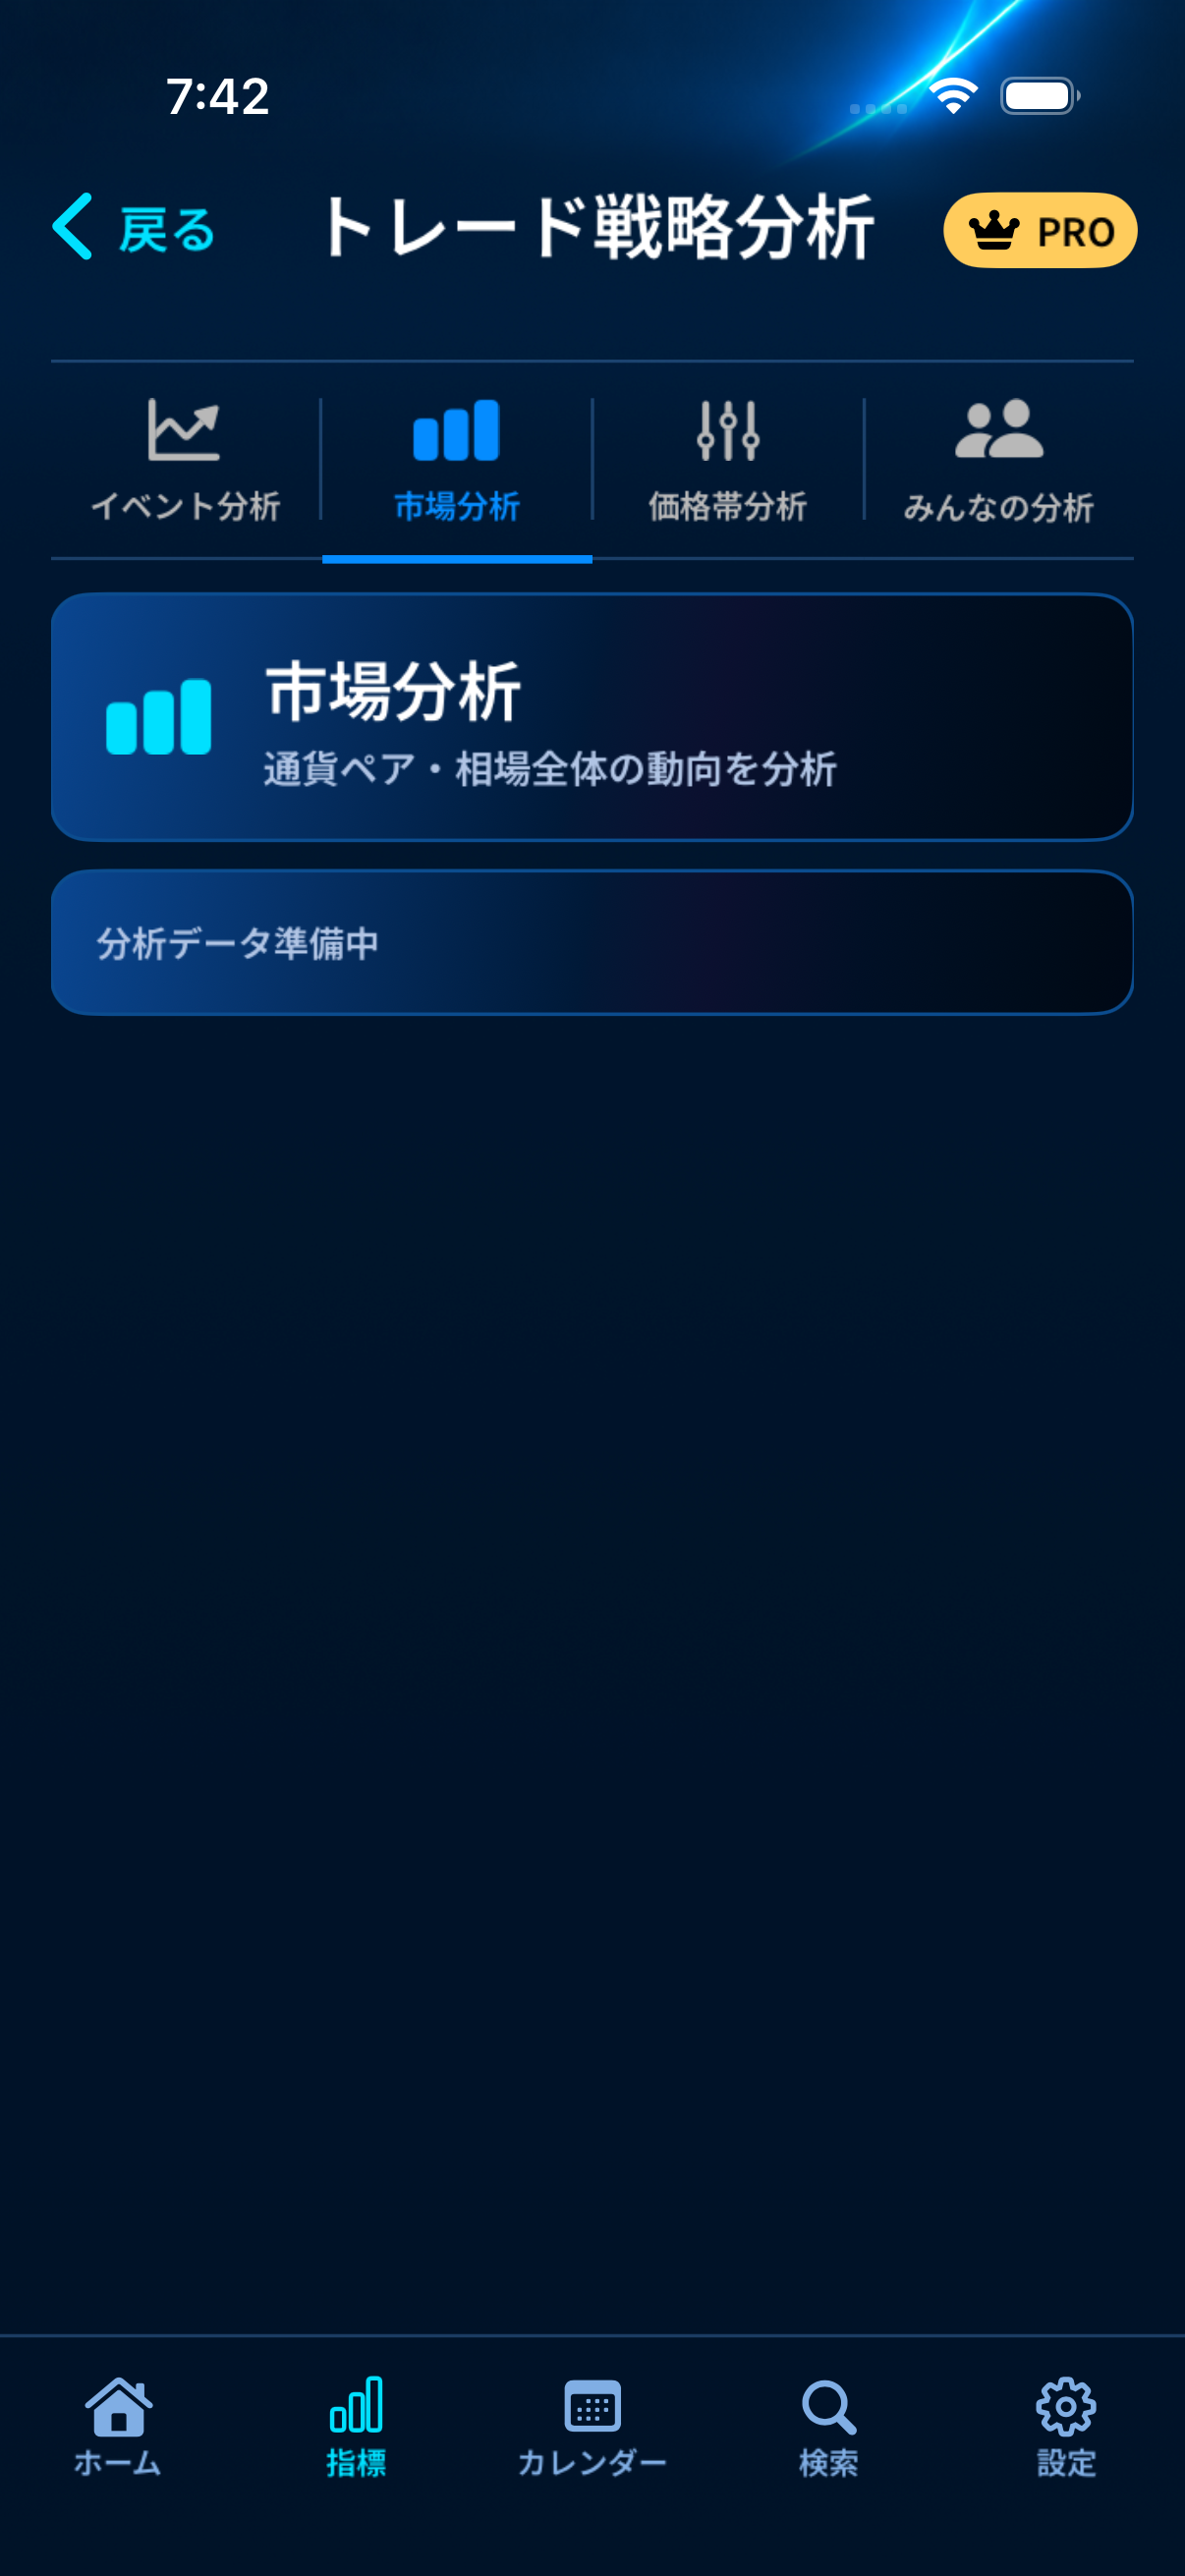 7:42
戻る
トレード戦略分析
PRO
イベント分析
市場分析
価格帯分析
みんなの分析
市場分析
通貨ペア・相場全体の動向を分析
分析データ準備中
ホーム
指標
カレンダー
検索
設定